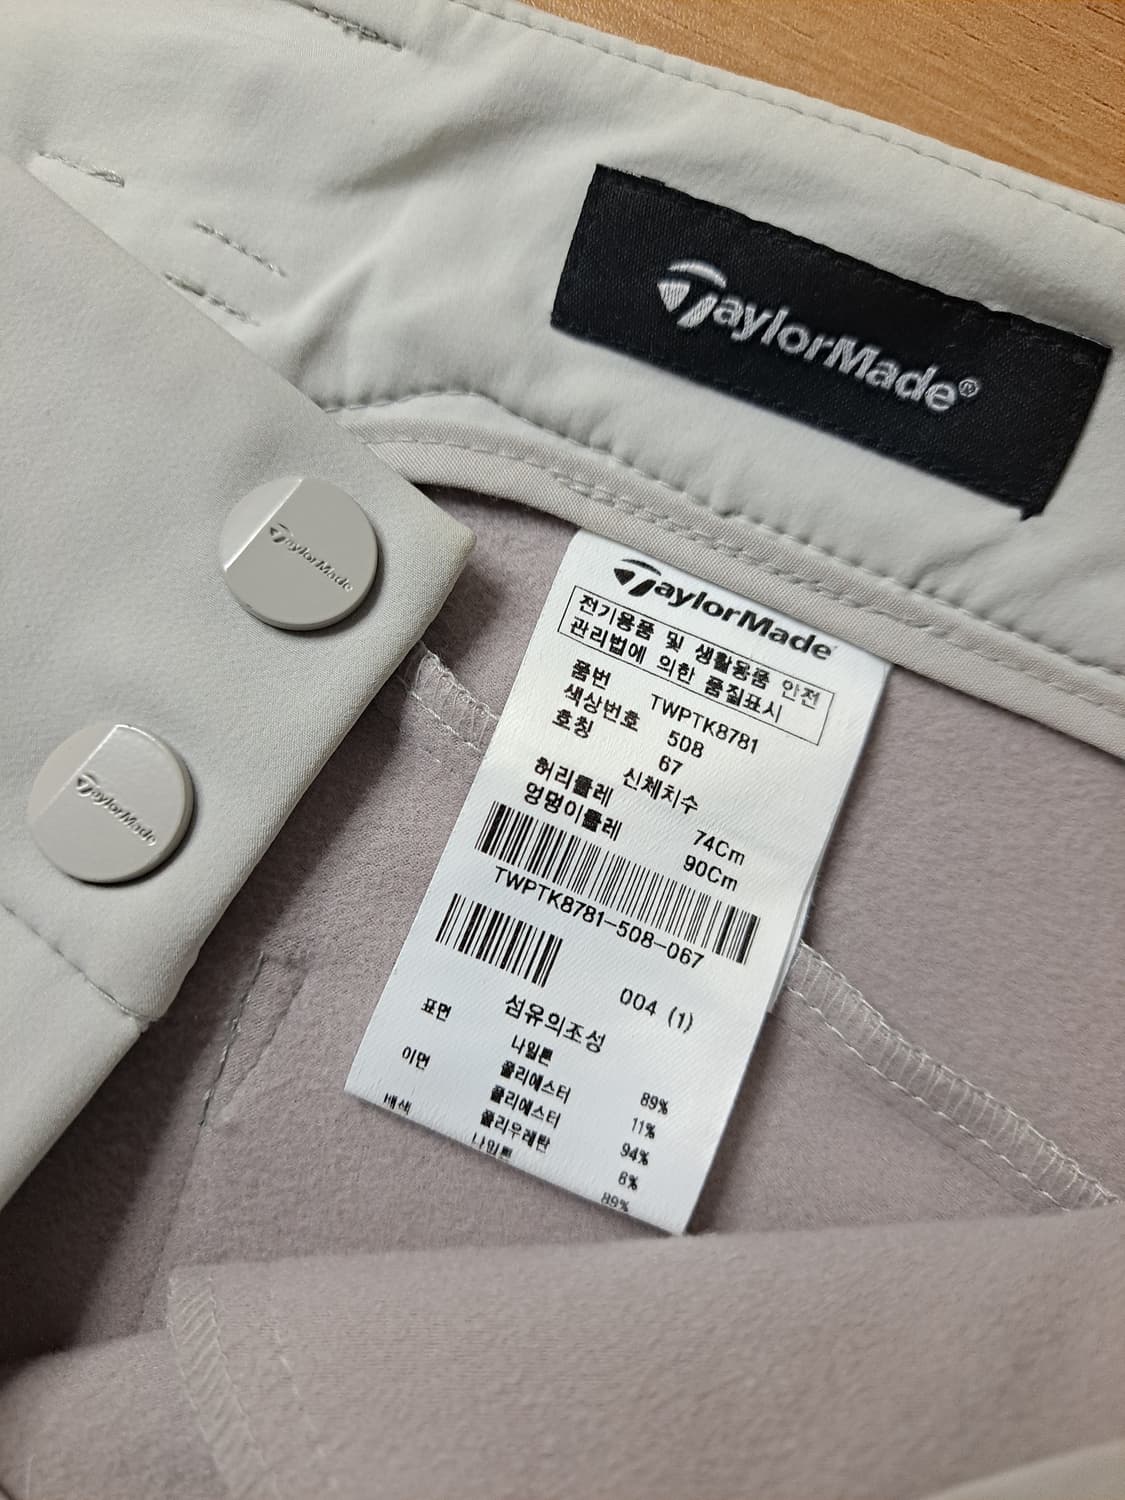 TaylorMade®
TaylorMade
TaylorMade
TaylorMade
전기용품 및 생활용품 안전
관리법에 의한 품질표시
품번 TWPTK8781
색상번호 508
호칭 67
신체치수
허리둘레 74Cm
엉덩이둘레 90Cm
TWPTK8781-508-067
004 (1)
섬유의조성
표면 나일론 89%
폴리에스터 11%
이면 폴리에스터 94%
폴리우레탄 6%
배색 나일론 89%